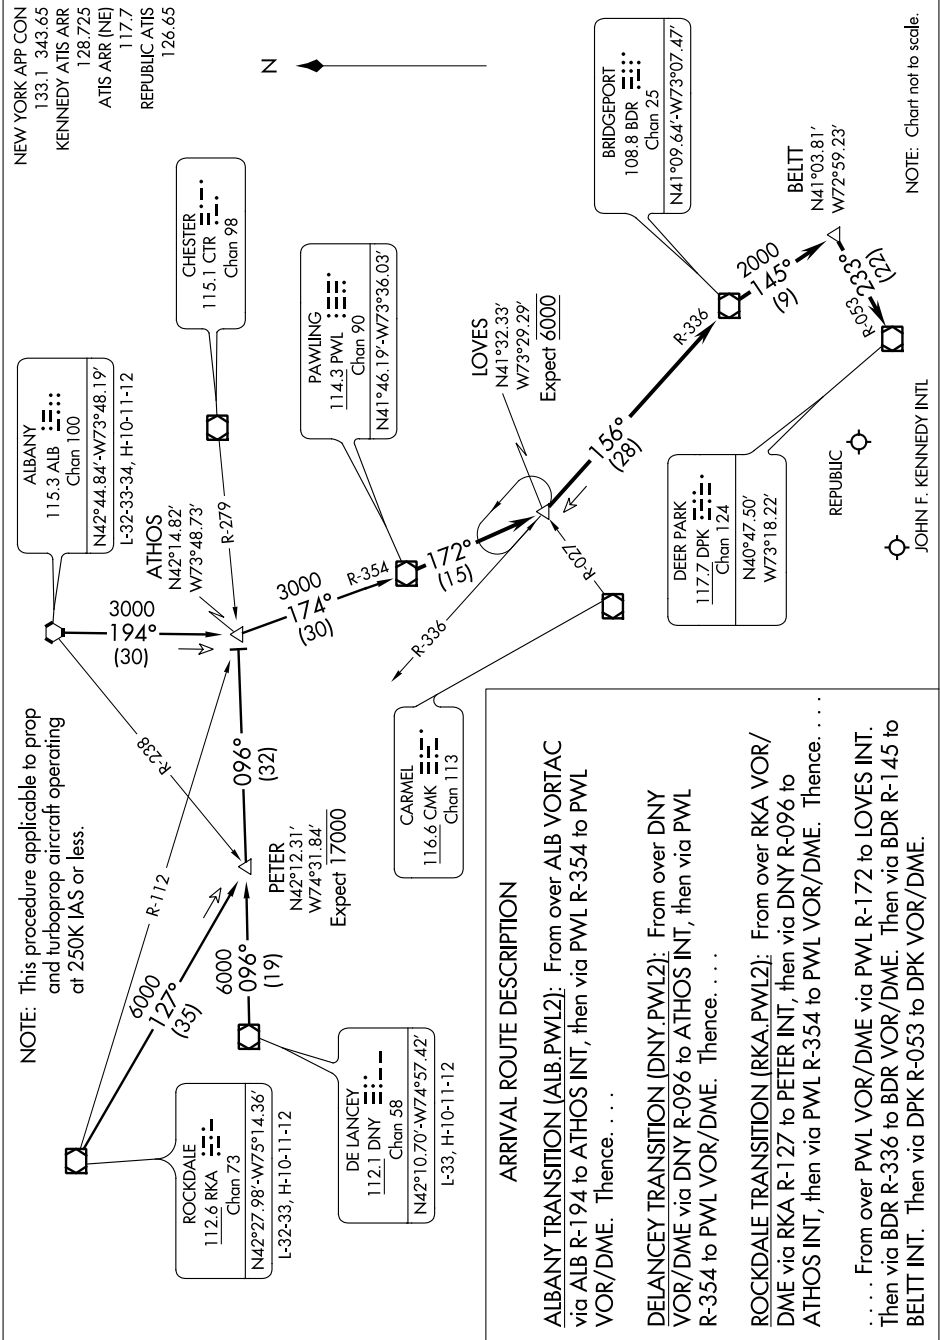 NEW YORK APP CON
133.1 343.65
KENNEDY ATIS ARR
128.725
ATIS ARR (NE)
117.7
REPUBLIC ATIS
126.65
NOTE: This procedure applicable to prop
and turboprop aircraft operating
at 250K IAS or less.
N
ALBANY
115.3 ALB
Chan 100
N42°44.84'-W73°48.19'
L-32-33-34, H-10-11-12
CHESTER
115.1 CTR
Chan 98
R-279
ATHOS
N42°14.82'
W73°48.73'
3000
194°
(30)
R-238
R-112
ROCKDALE
112.6 RKA
Chan 73
N42°27.98'-W75°14.36'
L-32-33, H-10-11-12
6000
127°
(35)
6000
096°
(19)
DE LANCEY
112.1 DNY
Chan 58
N42°10.70'-W74°57.42'
L-33, H-10-11-12
PETER
N42°12.31'
W74°31.84'
Expect 17000
096°
(32)
3000
174°
(30)
R-354
PAWLING
114.3 PWL
Chan 90
N41°46.19'-W73°36.03'
172°
(15)
R-336
CARMEL
116.6 CMK
Chan 113
R-027
LOVES
N41°32.33'
W73°29.29'
Expect 6000
156°
(28)
R-336
BRIDGEPORT
108.8 BDR
Chan 25
N41°09.64'-W73°07.47'
2000
145°
(9)
BELTT
N41°03.81'
W72°59.23'
R-053
233°
(22)
DEER PARK
117.7 DPK
Chan 124
N40°47.50'
W73°18.22'
REPUBLIC
JOHN F. KENNEDY INTL
NOTE: Chart not to scale.
ARRIVAL ROUTE DESCRIPTION
ALBANY TRANSITION (ALB.PWL2): From over ALB VORTAC
via ALB R-194 to ATHOS INT, then via PWL R-354 to PWL
VOR/DME. Thence. . . .
DELANCEY TRANSITION (DNY.PWL2): From over DNY
VOR/DME via DNY R-096 to ATHOS INT, then via PWL
R-354 to PWL VOR/DME. Thence. . . .
ROCKDALE TRANSITION (RKA.PWL2): From over RKA VOR/
DME via RKA R-127 to PETER INT, then via DNY R-096 to
ATHOS INT, then via PWL R-354 to PWL VOR/DME. Thence. . . .
. . . . From over PWL VOR/DME via PWL R-172 to LOVES INT.
Then via BDR R-336 to BDR VOR/DME. Then via BDR R-145 to
BELTT INT. Then via DPK R-053 to DPK VOR/DME.